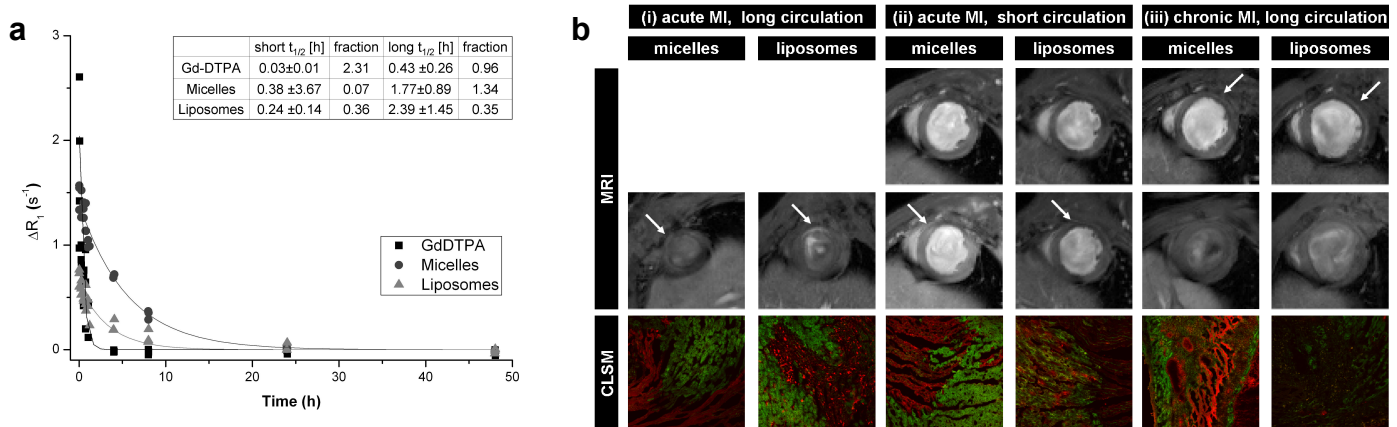 a
3
2
1
0
ΔR1 (s-1)
0 10 20 30 40 50
Time (h)
short t1/2 [h] fraction long t1/2 [h] fraction
Gd-DTPA 0.03±0.01 2.31 0.43 ±0.26 0.96
Micelles 0.38 ±3.67 0.07 1.77±0.89 1.34
Liposomes 0.24 ±0.14 0.36 2.39 ±1.45 0.35
GdDTPA
Micelles
Liposomes
b
(i) acute MI, long circulation (ii) acute MI, short circulation (iii) chronic MI, long circulation
micelles liposomes micelles liposomes micelles liposomes
MRI
CLSM